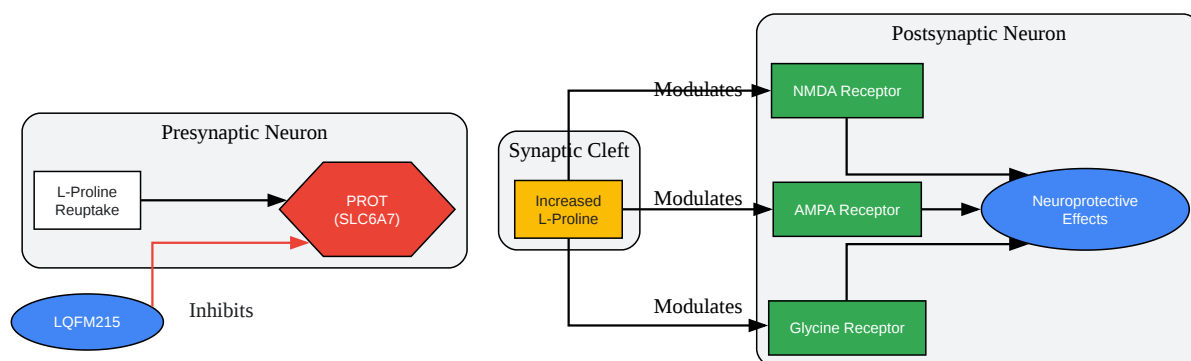 Presynaptic Neuron
L-Proline
Reuptake
PROT
(SLC6A7)
LQFM215
Inhibits
Synaptic Cleft
Increased
L-Proline
Modulates
Modulates
Modulates
Postsynaptic Neuron
NMDA Receptor
AMPA Receptor
Glycine Receptor
Neuroprotective
Effects